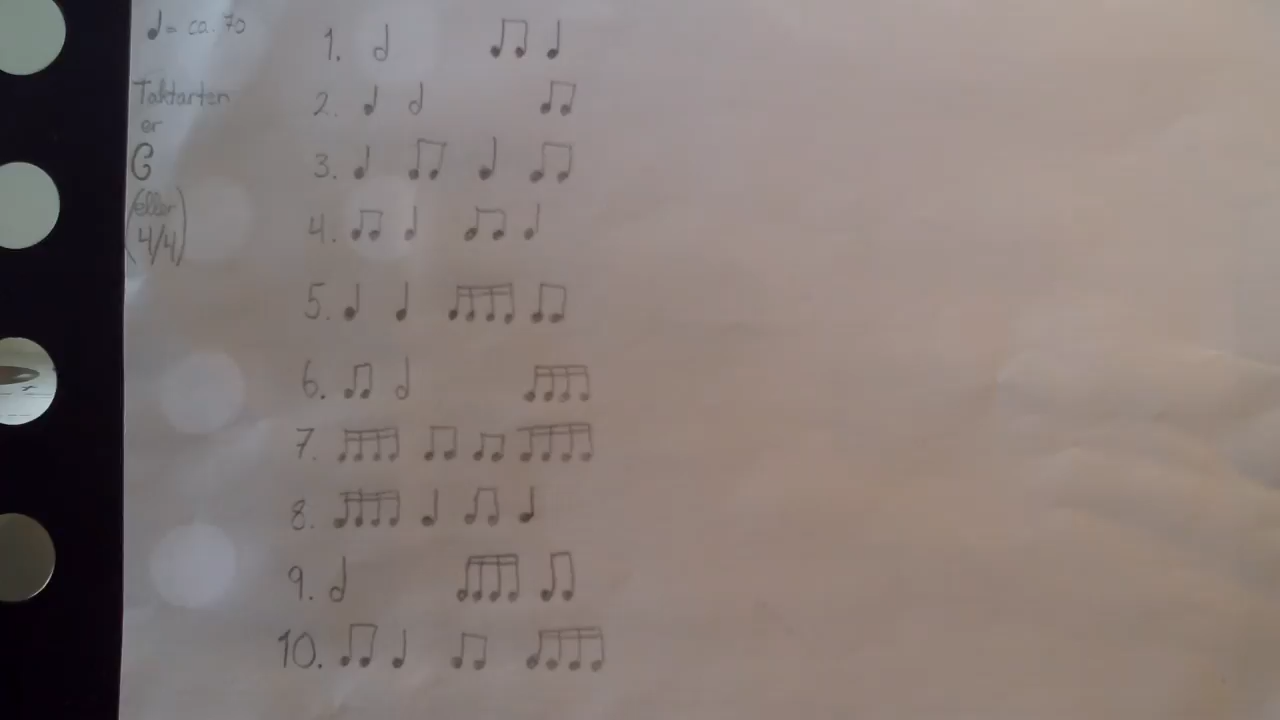 ♩= ca. 70
Taktarten
er
C
(eller
4/4)
1. 𝅗𝅥 ♫ ♩
2. ♩ 𝅗𝅥 ♫
3. ♩ ♫ ♩ ♫
4. ♫ ♩ ♫ ♩
5. ♩ ♩ ♬♬ ♫
6. ♫ 𝅗𝅥 ♬♬
7. ♬♬ ♫ ♫ ♬♬
8. ♬♬ ♩ ♫ ♩
9. 𝅗𝅥 ♬♬ ♫
10. ♫ ♩ ♫ ♬♬